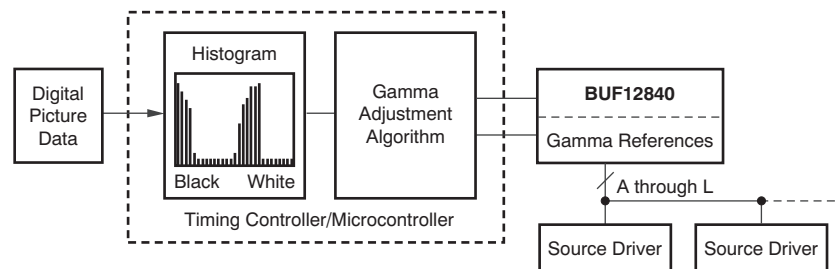 Digital
Picture
Data
Histogram
Black White
Gamma
Adjustment
Algorithm
Timing Controller/Microcontroller
BUF12840
Gamma References
A through L
Source Driver
Source Driver